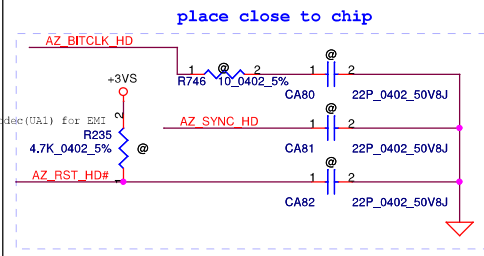 place close to chip
AZ_BITCLK_HD
1 @ 2 1 @ 2
R746 10_0402_5%
+3VS
CA80 22P_0402_50V8J
2
dec(UA1) for EMI
AZ_SYNC_HD 1 @ 2
R235
4.7K_0402_5% @
CA81 22P_0402_50V8J
AZ_RST_HD# 1 1 @ 2
CA82 22P_0402_50V8J